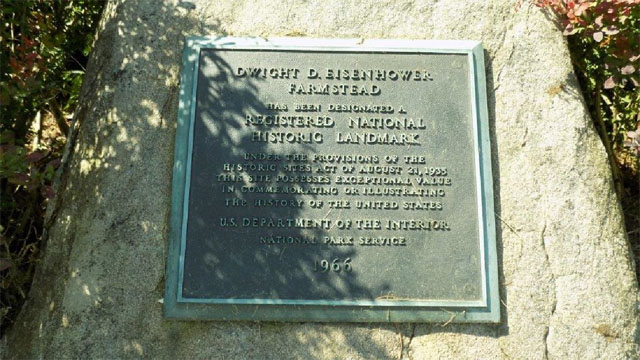 DWIGHT D. EISENHOWER
FARMSTEAD
HAS BEEN DESIGNATED A
REGISTERED NATIONAL
HISTORIC LANDMARK
UNDER THE PROVISIONS OF THE
HISTORIC SITES ACT OF AUGUST 21, 1935
THIS SITE POSSESSES EXCEPTIONAL VALUE
IN COMMEMORATING OR ILLUSTRATING
THE HISTORY OF THE UNITED STATES
U.S. DEPARTMENT OF THE INTERIOR
NATIONAL PARK SERVICE
1966